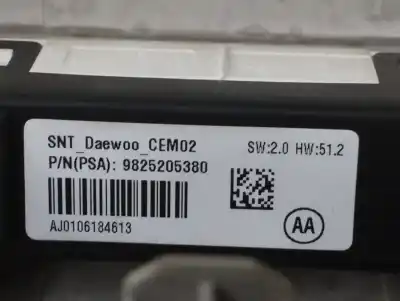 SNT_Daewoo_CEM02 SW:2.0 HW:51.2
P/N(PSA): 9825205380
AJ0106184613
AA